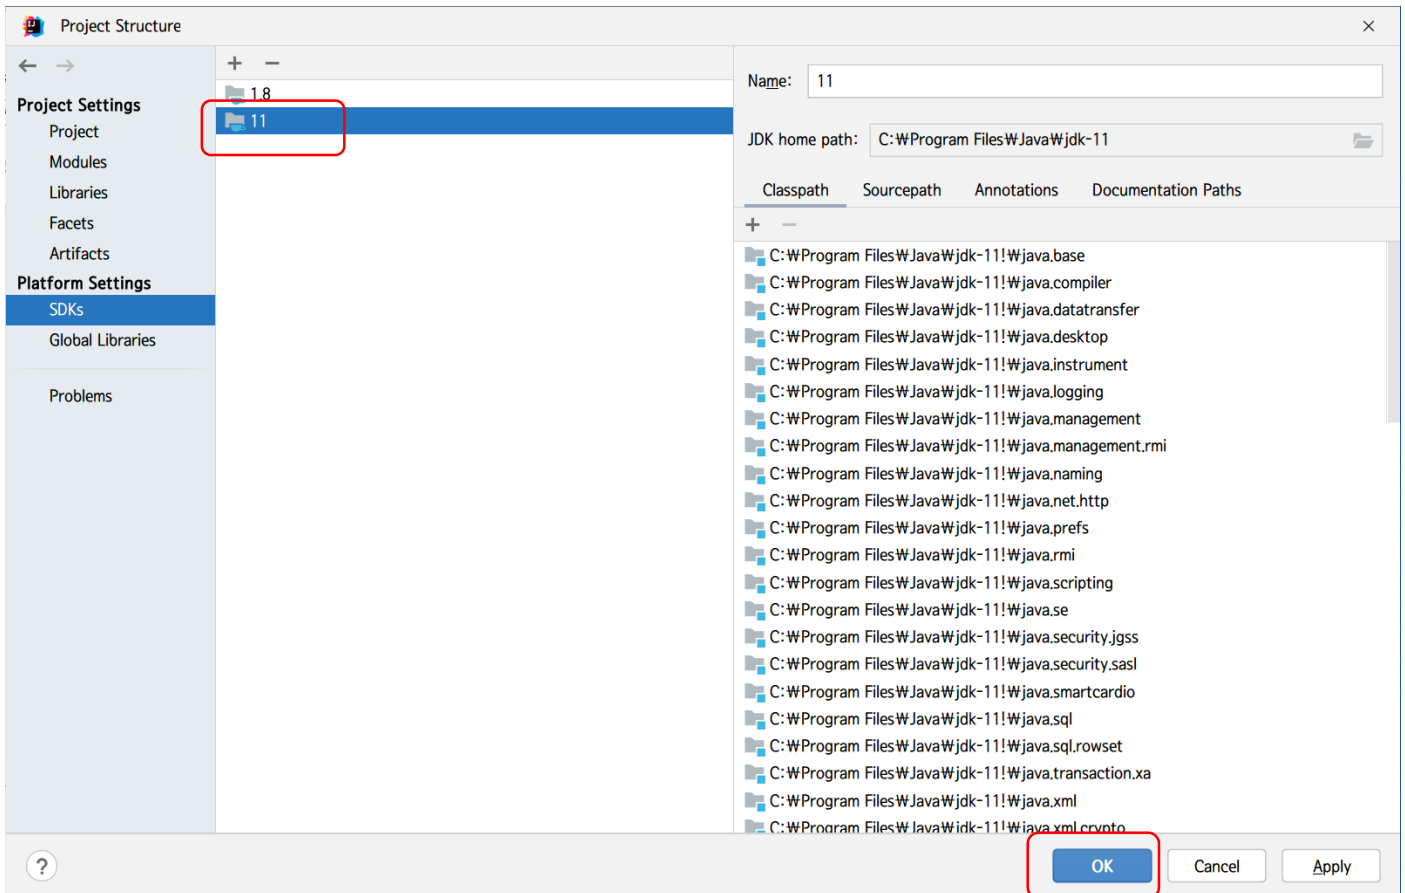 Project Structure
Project Settings
Project
Modules
Libraries
Facets
Artifacts
Platform Settings
SDKs
Global Libraries
Problems
1.8
11
Name: 11
JDK home path: C:₩Program Files₩Java₩jdk-11
Classpath Sourcepath Annotations Documentation Paths
C:₩Program Files₩Java₩jdk-11!₩java.base
C:₩Program Files₩Java₩jdk-11!₩java.compiler
C:₩Program Files₩Java₩jdk-11!₩java.datatransfer
C:₩Program Files₩Java₩jdk-11!₩java.desktop
C:₩Program Files₩Java₩jdk-11!₩java.instrument
C:₩Program Files₩Java₩jdk-11!₩java.logging
C:₩Program Files₩Java₩jdk-11!₩java.management
C:₩Program Files₩Java₩jdk-11!₩java.management.rmi
C:₩Program Files₩Java₩jdk-11!₩java.naming
C:₩Program Files₩Java₩jdk-11!₩java.net.http
C:₩Program Files₩Java₩jdk-11!₩java.prefs
C:₩Program Files₩Java₩jdk-11!₩java.rmi
C:₩Program Files₩Java₩jdk-11!₩java.scripting
C:₩Program Files₩Java₩jdk-11!₩java.se
C:₩Program Files₩Java₩jdk-11!₩java.security.jgss
C:₩Program Files₩Java₩jdk-11!₩java.security.sasl
C:₩Program Files₩Java₩jdk-11!₩java.smartcardio
C:₩Program Files₩Java₩jdk-11!₩java.sql
C:₩Program Files₩Java₩jdk-11!₩java.sql.rowset
C:₩Program Files₩Java₩jdk-11!₩java.transaction.xa
C:₩Program Files₩Java₩jdk-11!₩java.xml
C:₩Program Files₩Java₩jdk-11!₩java.xml.crypto
? OK Cancel Apply